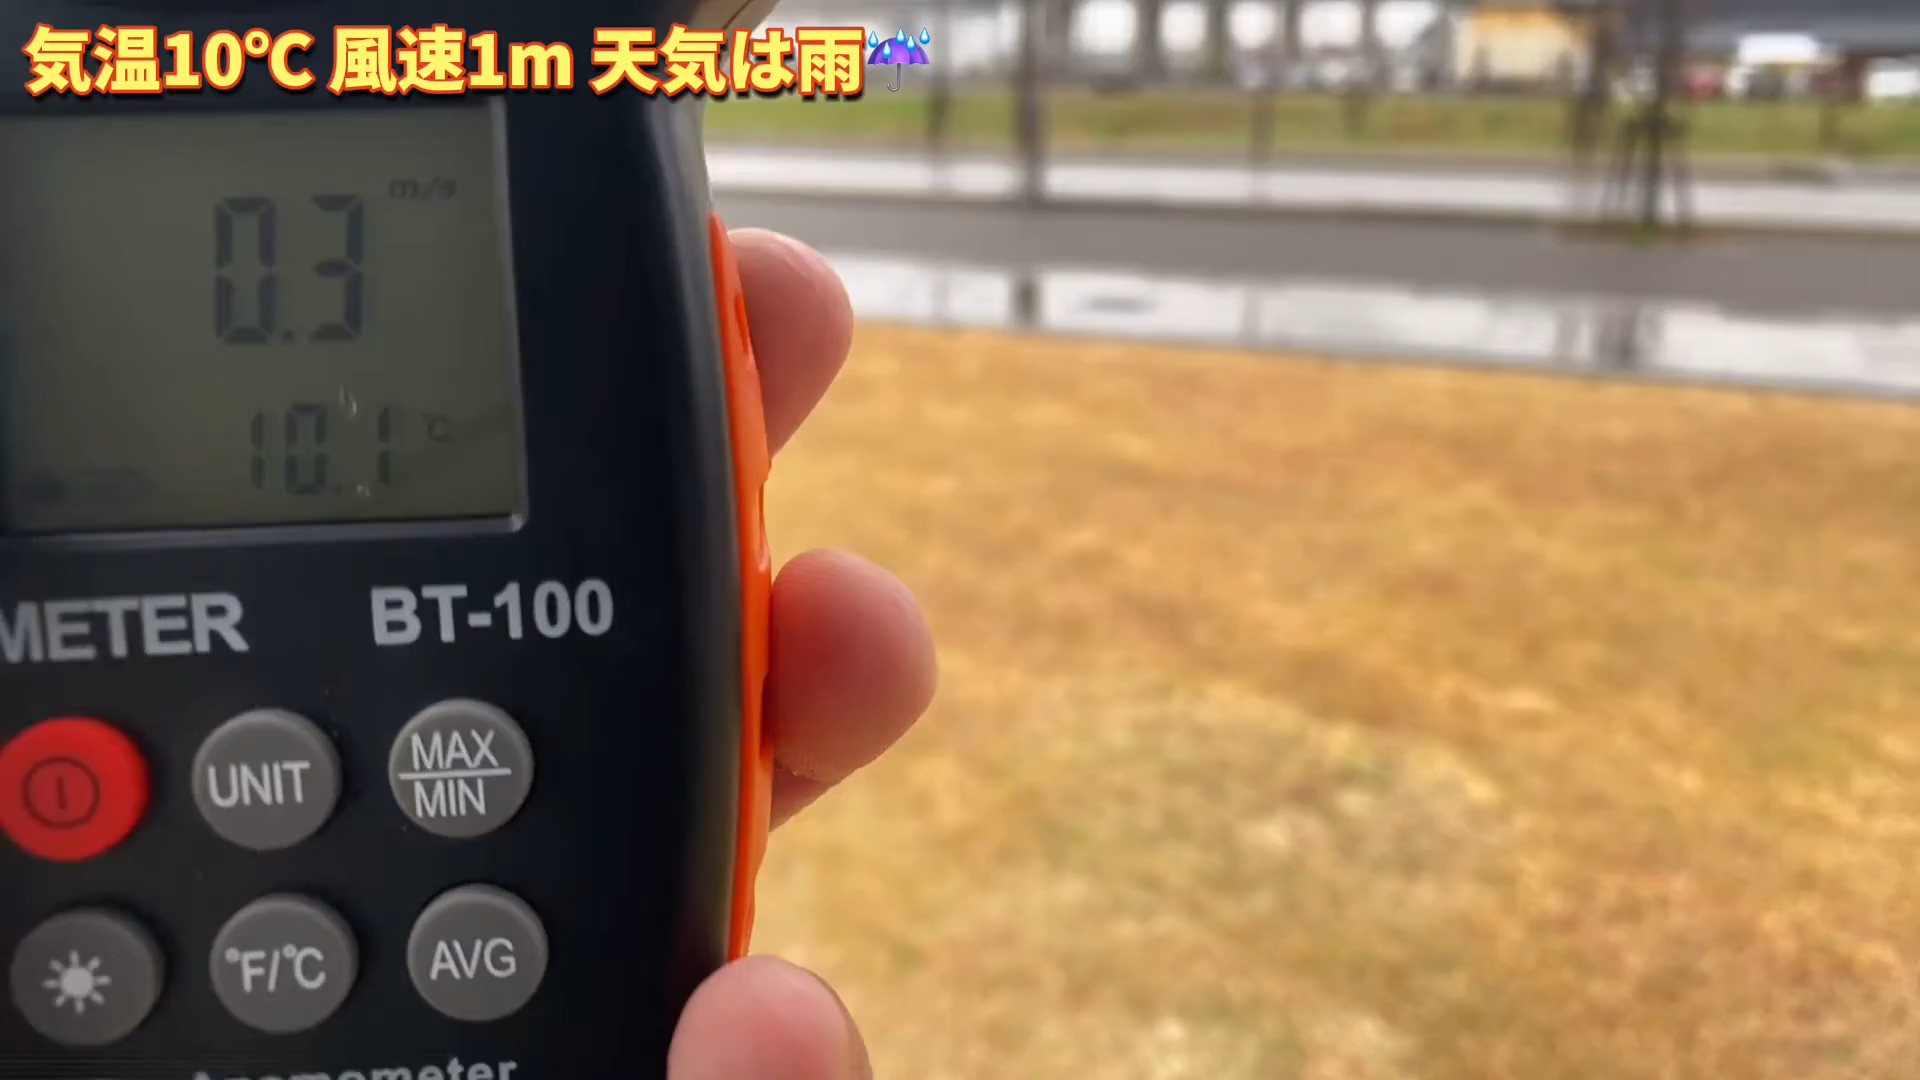 気温10℃ 風速1m 天気は雨☔
m/s
0.3
10.1 ℃
METER BT-100
UNIT
MAX
MIN
°F/°C
AVG
Anemometer